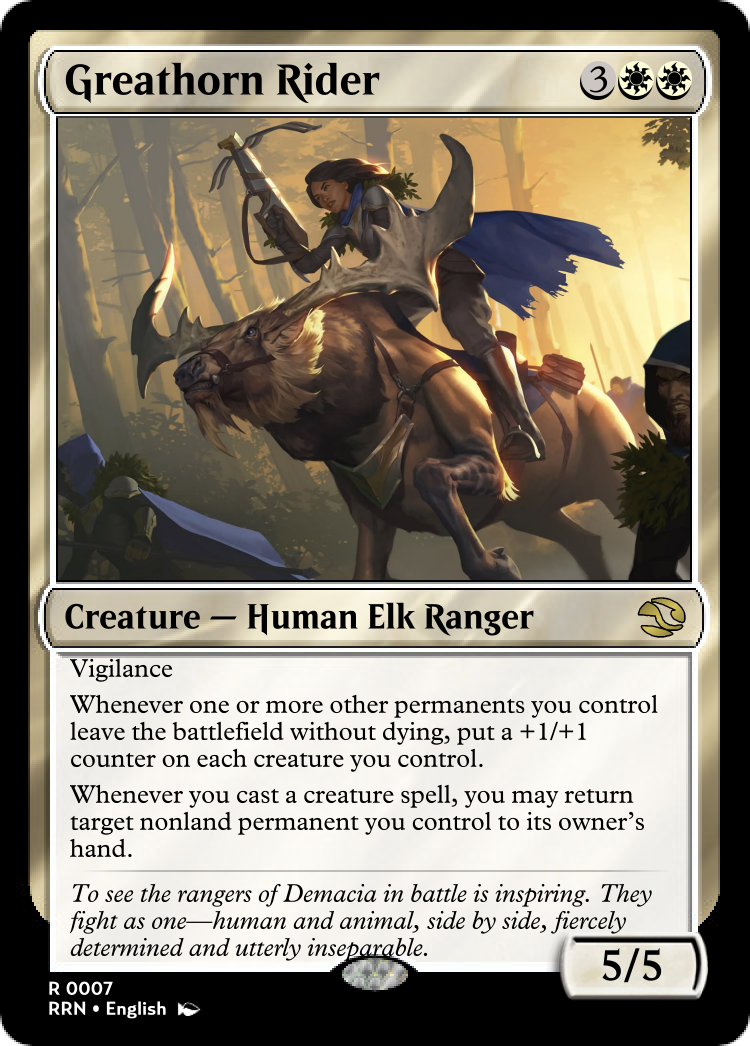 Greathorn Rider 3
Creature — Human Elk Ranger
Vigilance
Whenever one or more other permanents you control
leave the battlefield without dying, put a +1/+1
counter on each creature you control.
Whenever you cast a creature spell, you may return
target nonland permanent you control to its owner's
hand.
To see the rangers of Demacia in battle is inspiring. They
fight as one—human and animal, side by side, fiercely
determined and utterly inseparable.
5/5
R 0007
RRN • English